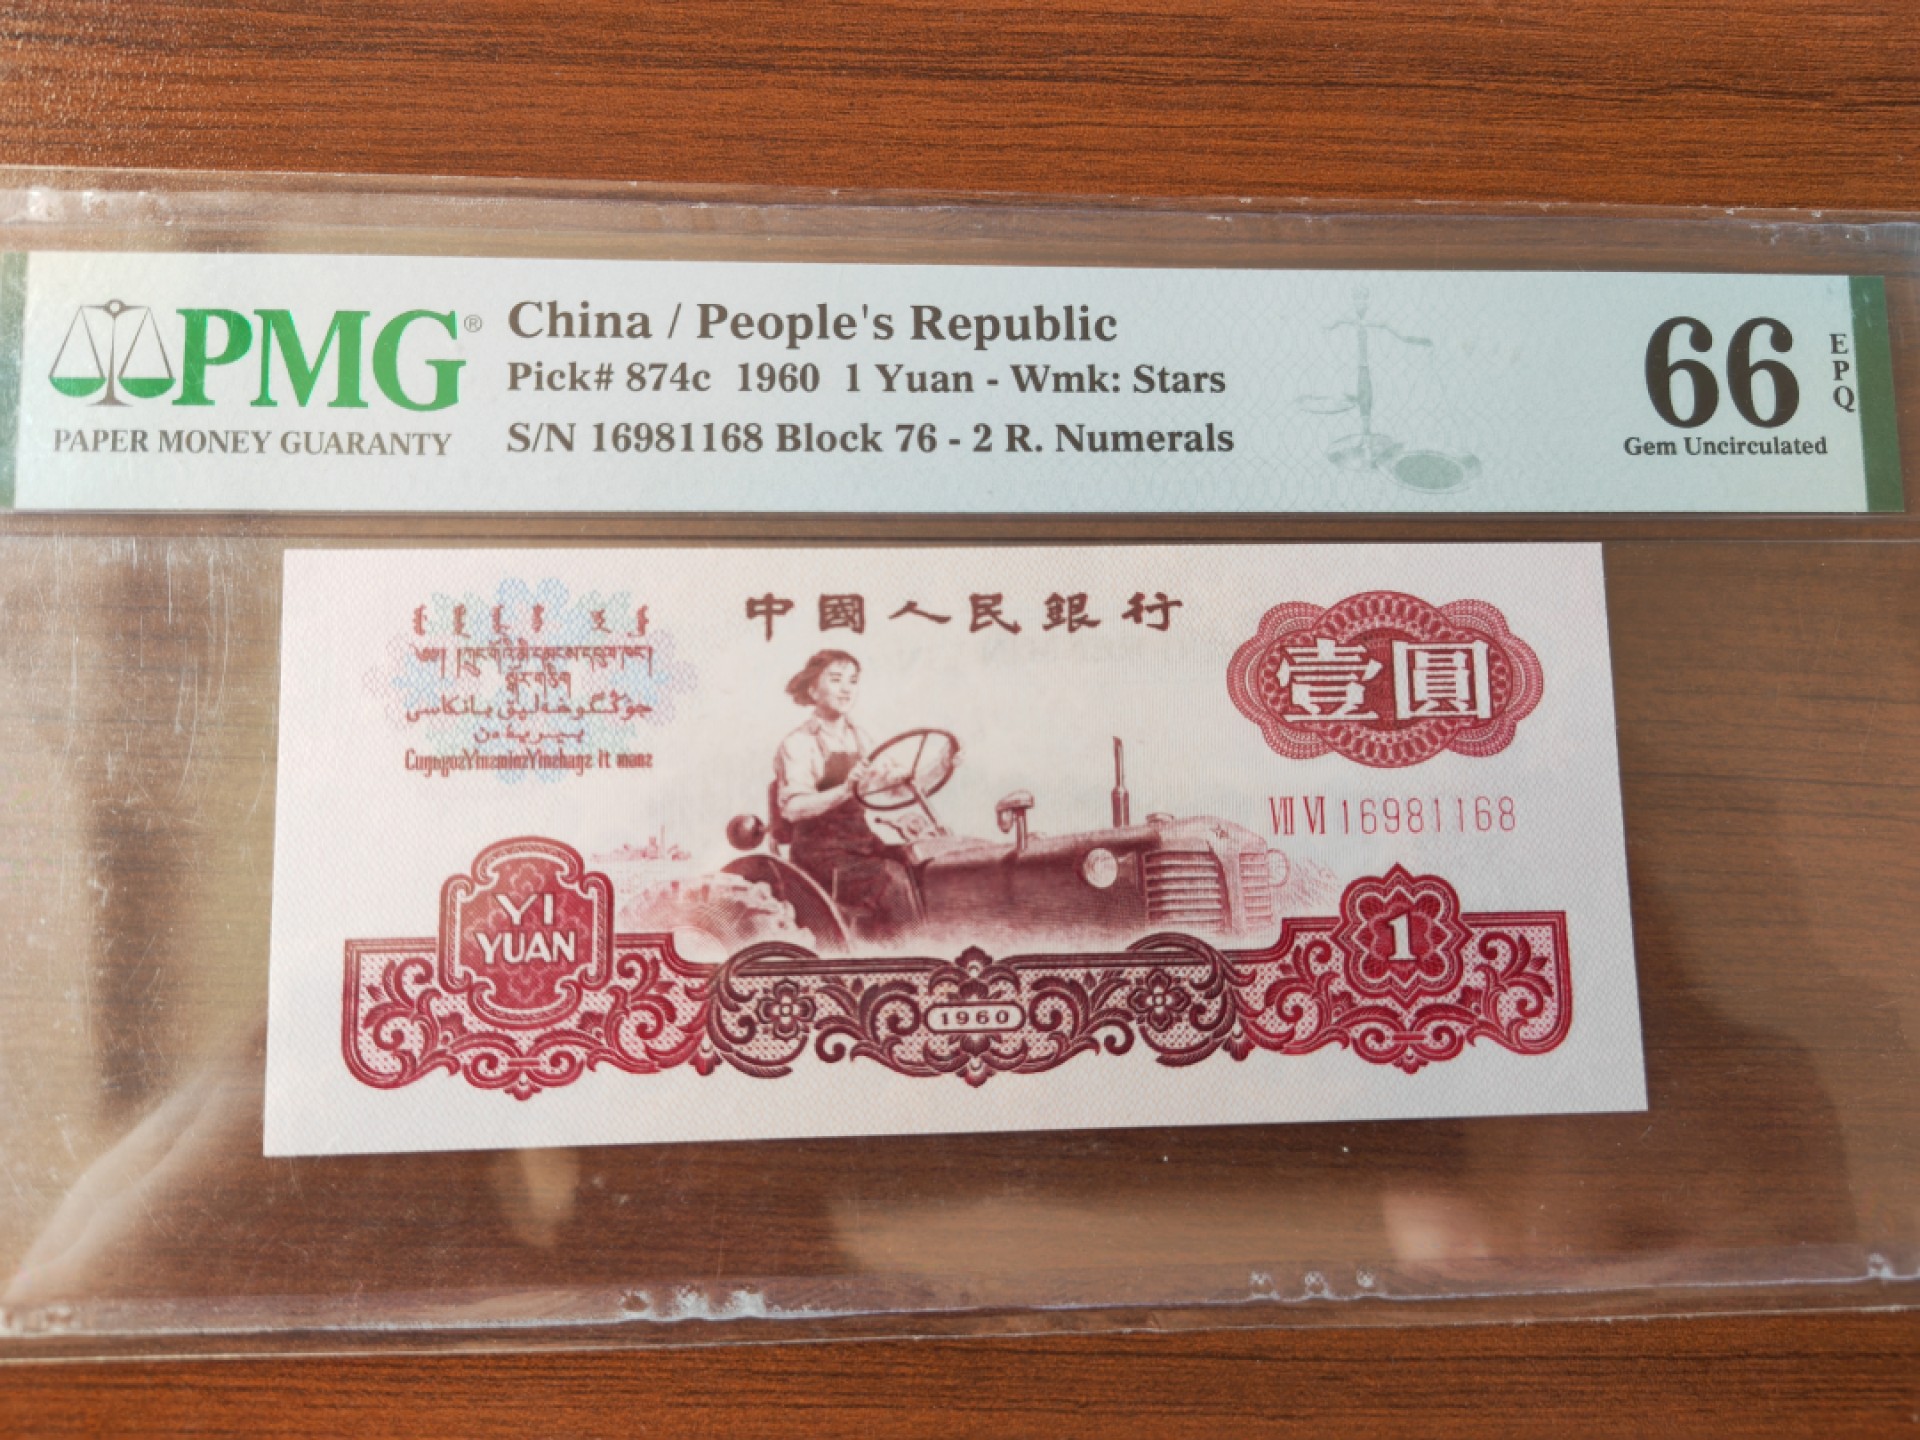 PMG®
PAPER MONEY GUARANTY
China / People's Republic
Pick# 874c 1960 1 Yuan - Wmk: Stars
S/N 16981168 Block 76 - 2 R. Numerals
66
EPQ
Gem Uncirculated
中國人民銀行
壹圓
VII VI 16981168
YI
YUAN
1960
1